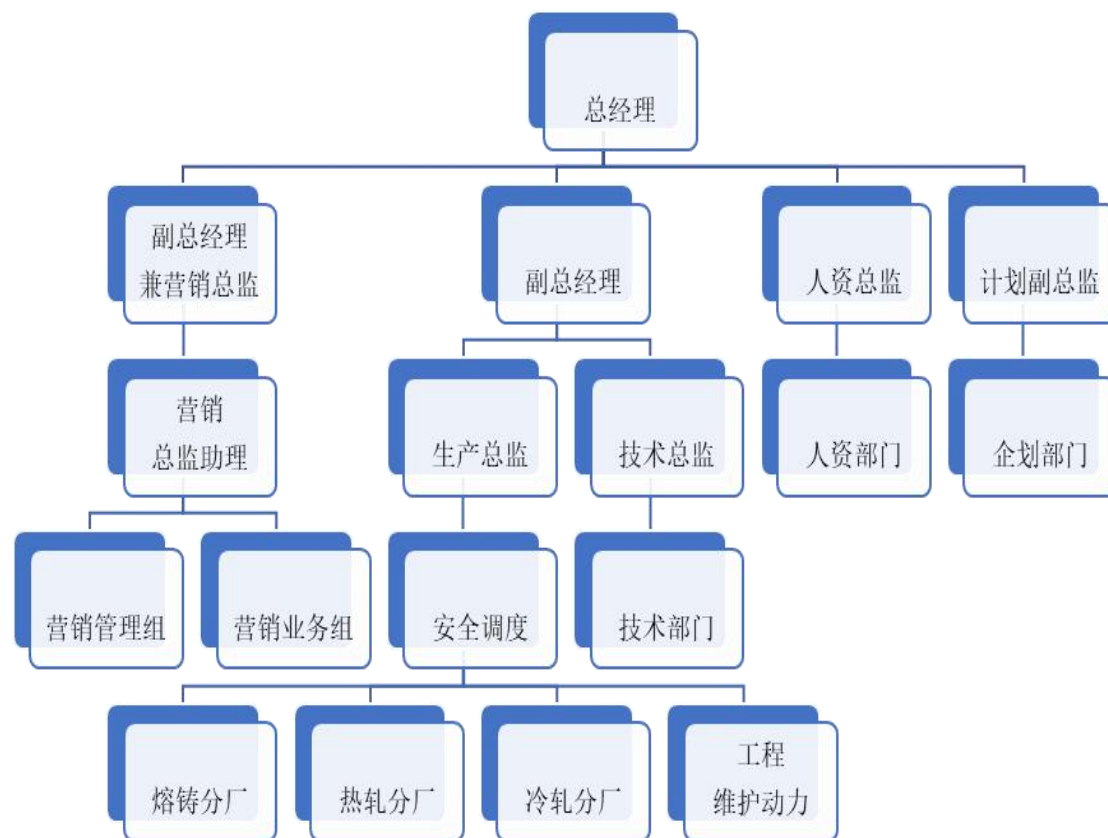 总经理
副总经理
兼营销总监
副总经理
人资总监
计划副总监
营销
总监助理
生产总监
技术总监
人资部门
企划部门
营销管理组
营销业务组
安全调度
技术部门
熔铸分厂
热轧分厂
冷轧分厂
工程
维护动力